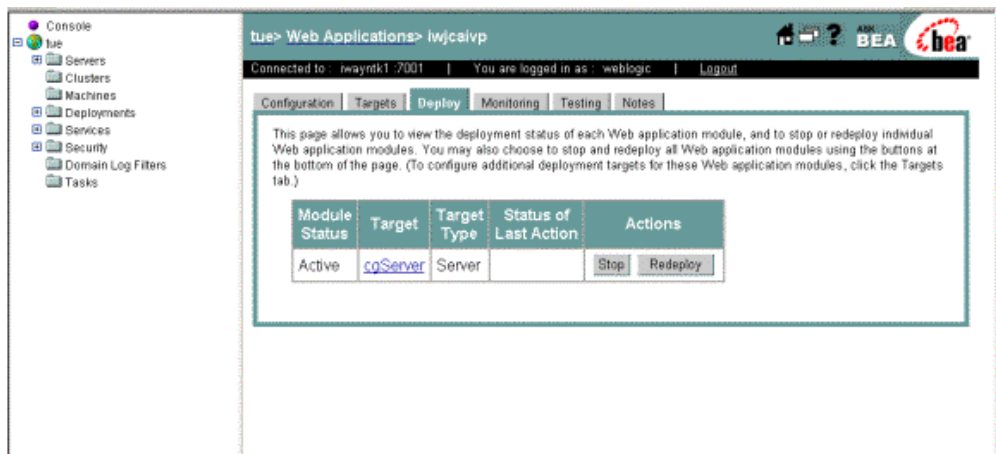 Console
tue
Servers
Clusters
Machines
Deployments
Services
Security
Domain Log Filters
Tasks
tue> Web Applications> iwjcaivp
? ASK BEA bea
Connected to : iwayntk1 :7001 | You are logged in as : weblogic | Logout
Configuration Targets Deploy Monitoring Testing Notes
This page allows you to view the deployment status of each Web application module, and to stop or redeploy individual
Web application modules. You may also choose to stop and redeploy all Web application modules using the buttons at
the bottom of the page. (To configure additional deployment targets for these Web application modules, click the Targets
tab.)
Module Status Target Target Type Status of Last Action Actions
Active cgServer Server Stop Redeploy